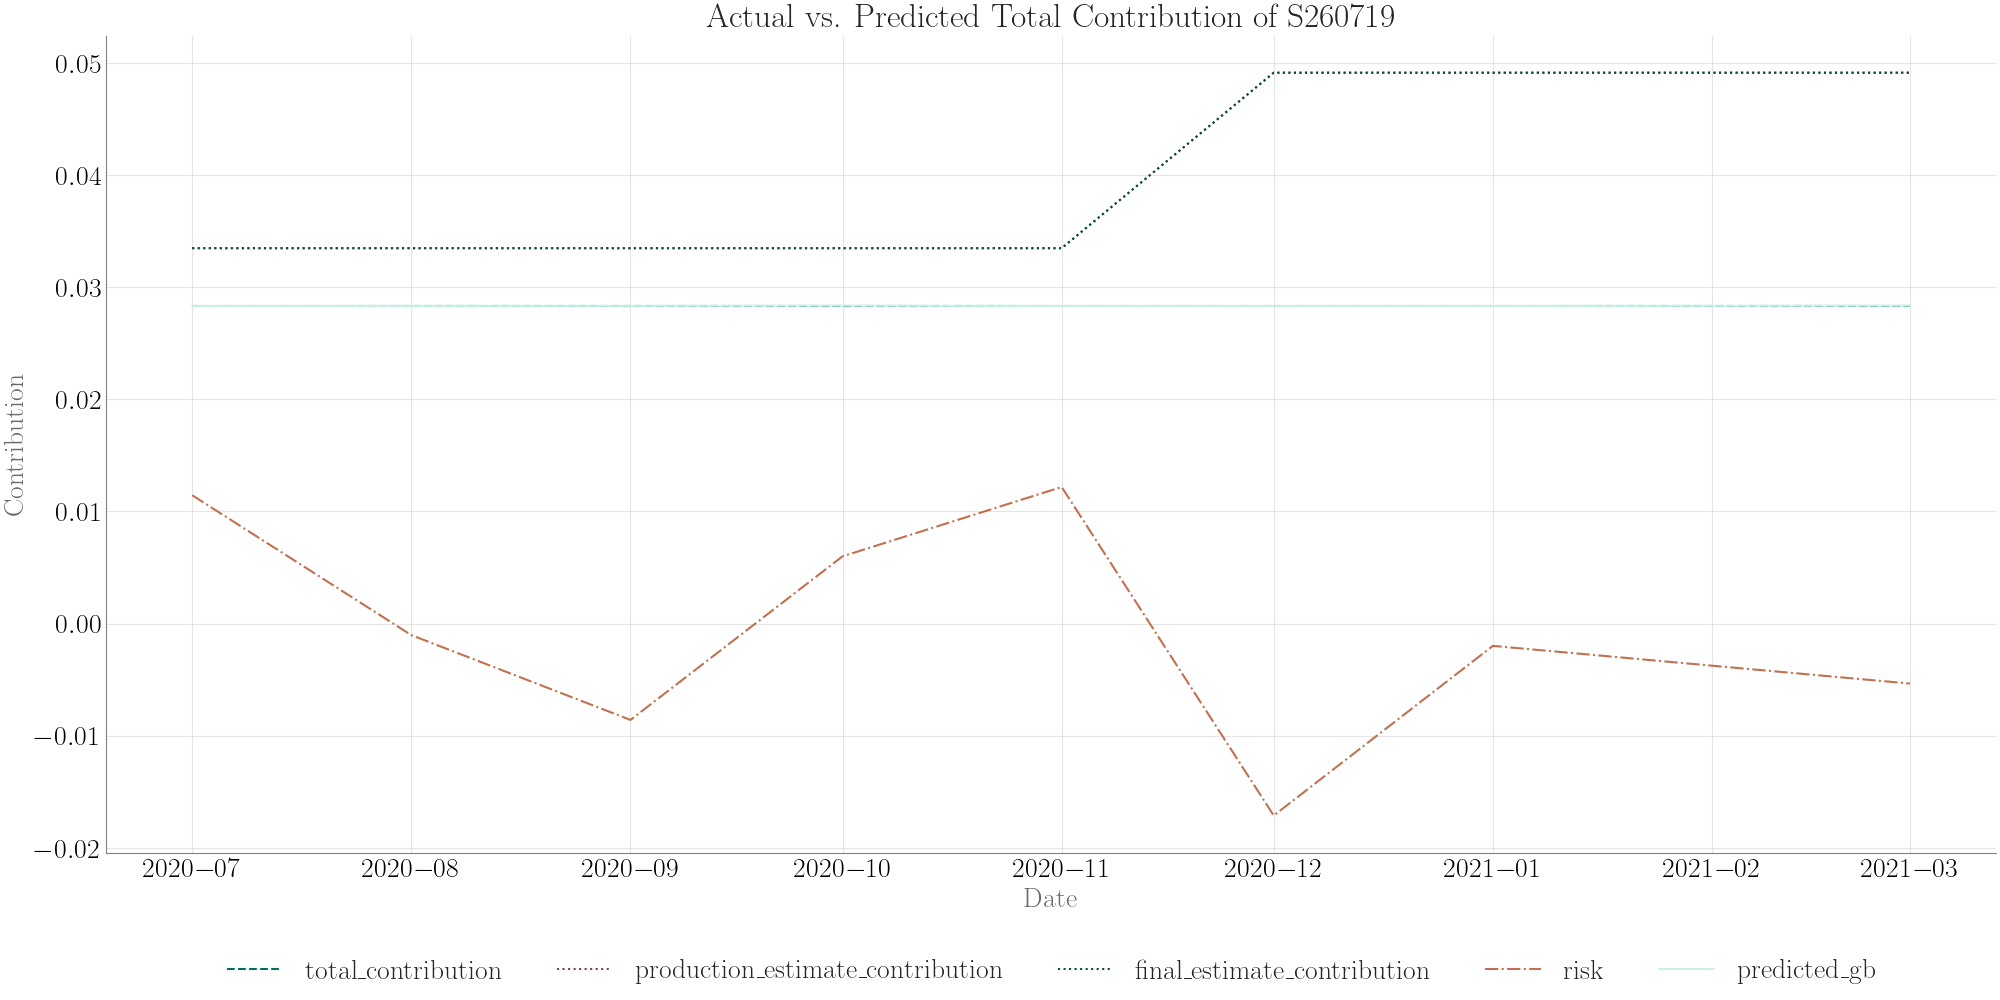 Actual vs. Predicted Total Contribution of S260719
0.05
0.04
0.03
0.02
0.01
0.00
−0.01
−0.02
Contribution
2020−07 2020−08 2020−09 2020−10 2020−11 2020−12 2021−01 2021−02 2021−03
Date
total_contribution production_estimate_contribution final_estimate_contribution risk predicted_gb